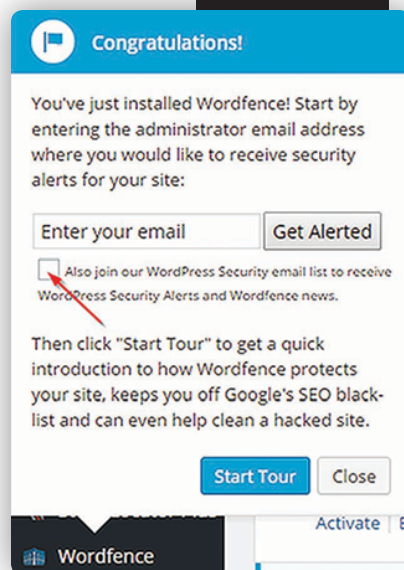 Congratulations!
You've just installed Wordfence! Start by
entering the administrator email address
where you would like to receive security
alerts for your site:
Enter your email
Get Alerted
Also join our WordPress Security email list to receive
WordPress Security Alerts and Wordfence news.
Then click "Start Tour" to get a quick
introduction to how Wordfence protects
your site, keeps you off Google's SEO black-
list and can even help clean a hacked site.
Start Tour
Close
Activate
Wordfence